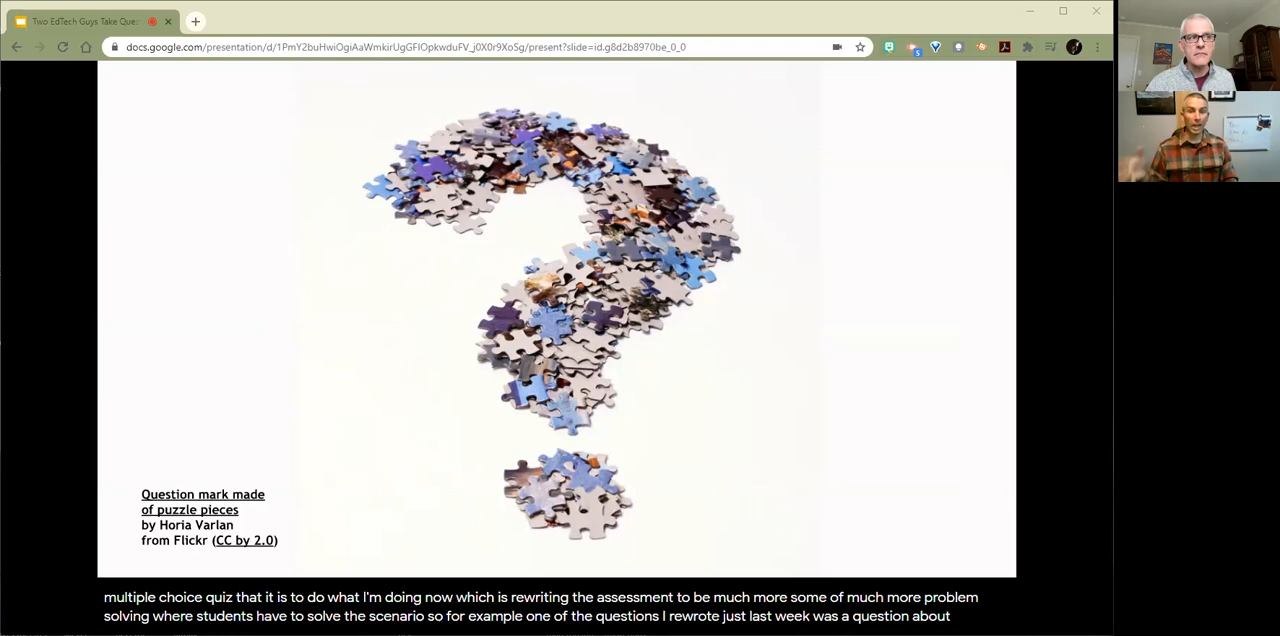 Two EdTech Guys Take Que
docs.google.com/presentation/d/1PmY2buHwiOgiAaWmkirUgGFIOpkwduFV_j0X0r9XoSg/present?slide=id.g8d2b8970be_0_0
Question mark made
of puzzle pieces
by Horia Varlan
from Flickr (CC by 2.0)
multiple choice quiz that it is to do what I'm doing now which is rewriting the assessment to be much more some of much more problem
solving where students have to solve the scenario so for example one of the questions I rewrote just last week was a question about